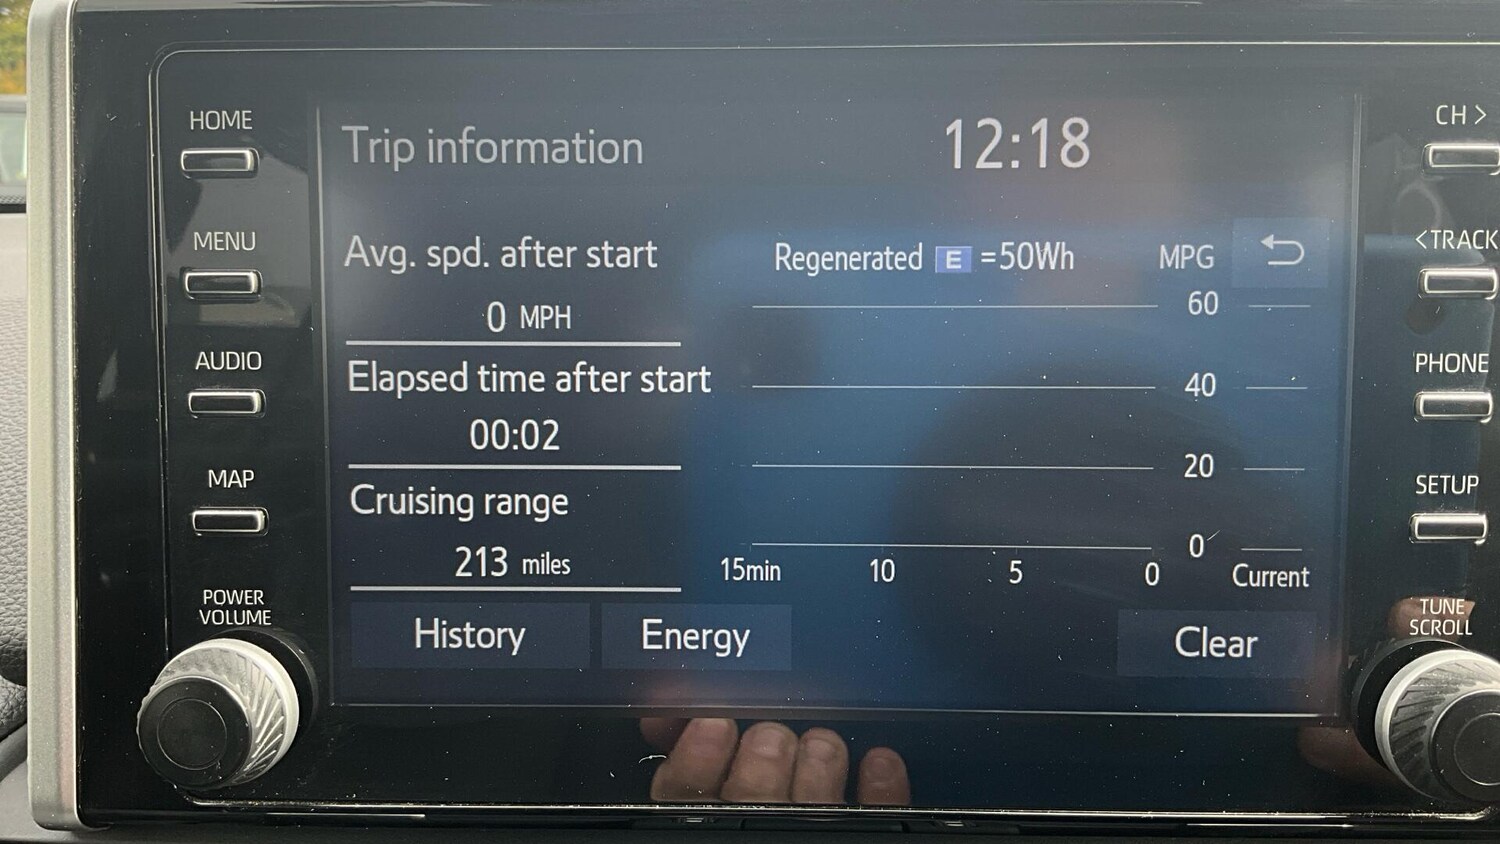 HOME
MENU
AUDIO
MAP
POWER
VOLUME
Trip information
12:18
Avg. spd. after start
0 MPH
Elapsed time after start
00:02
Cruising range
213 miles
Regenerated E =50Wh
MPG
60
40
20
0
15min 10 5 0 Current
History
Energy
Clear
CH >
<TRACK
PHONE
SETUP
TUNE
SCROLL